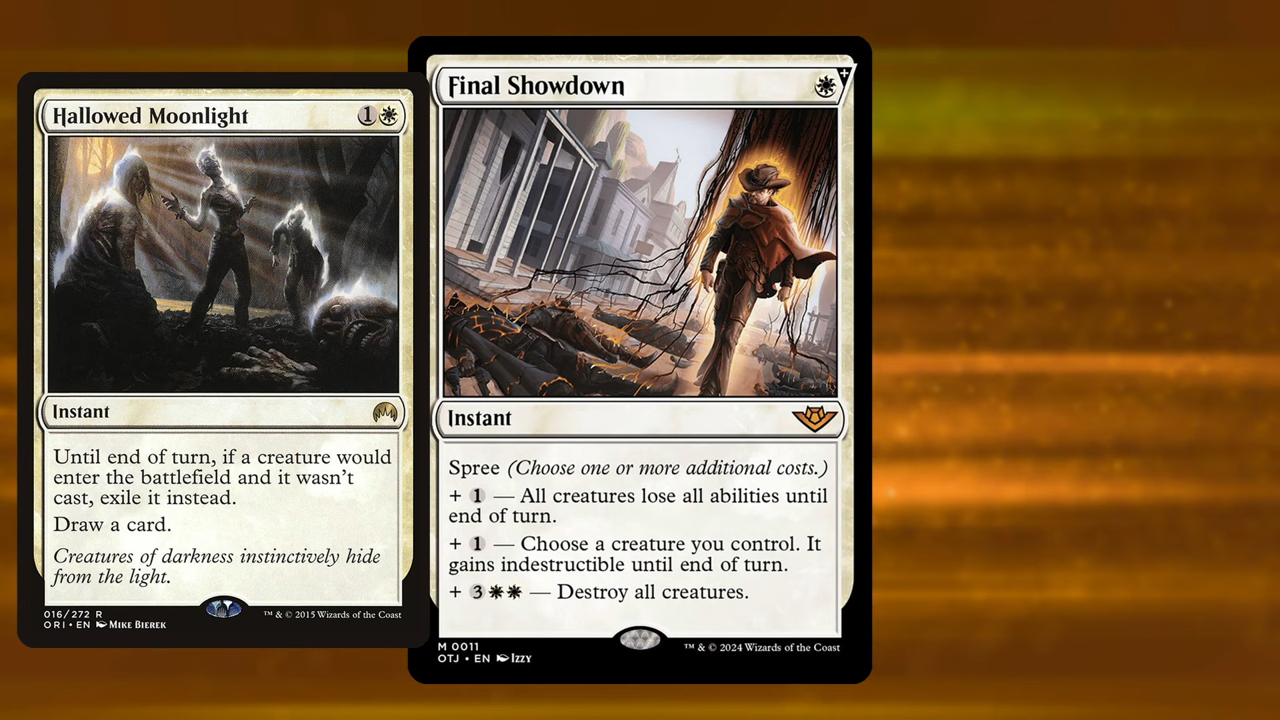 Hallowed Moonlight
1
Instant
Until end of turn, if a creature would
enter the battlefield and it wasn't
cast, exile it instead.
Draw a card.
Creatures of darkness instinctively hide
from the light.
016/272 R
ORI • EN Mike Bierek
™ & © 2015 Wizards of the Coast
Final Showdown
+
Instant
Spree (Choose one or more additional costs.)
+ 1 — All creatures lose all abilities until
end of turn.
+ 1 — Choose a creature you control. It
gains indestructible until end of turn.
+ 3 — Destroy all creatures.
M 0011
OTJ • EN Izzy
™ & © 2024 Wizards of the Coast